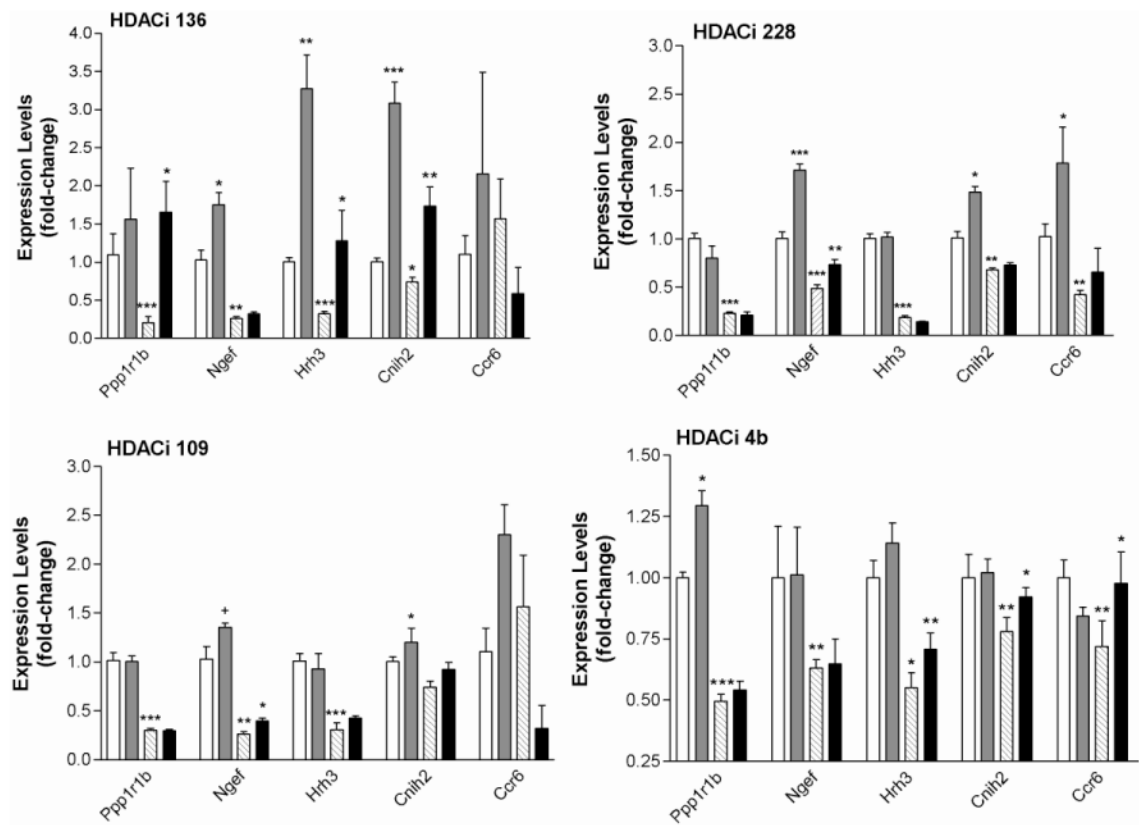 HDACi 136
Expression Levels
(fold-change)
4.0
3.5
3.0
2.5
2.0
1.5
1.0
0.5
0.0
*
***
*
**
**
***
*
***
*
**
Ppp1r1b
Ngef
Hrh3
Cnih2
Ccr6
HDACi 228
Expression Levels
(fold-change)
3.0
2.5
2.0
1.5
1.0
0.5
0.0
***
***
***
**
***
*
**
*
**
Ppp1r1b
Ngef
Hrh3
Cnih2
Ccr6
HDACi 109
Expression Levels
(fold-change)
3.0
2.5
2.0
1.5
1.0
0.5
0.0
***
+
**
*
***
*
Ppp1r1b
Ngef
Hrh3
Cnih2
Ccr6
HDACi 4b
Expression Levels
(fold-change)
1.50
1.25
1.00
0.75
0.50
0.25
*
***
**
*
**
**
*
**
*
Ppp1r1b
Ngef
Hrh3
Cnih2
Ccr6